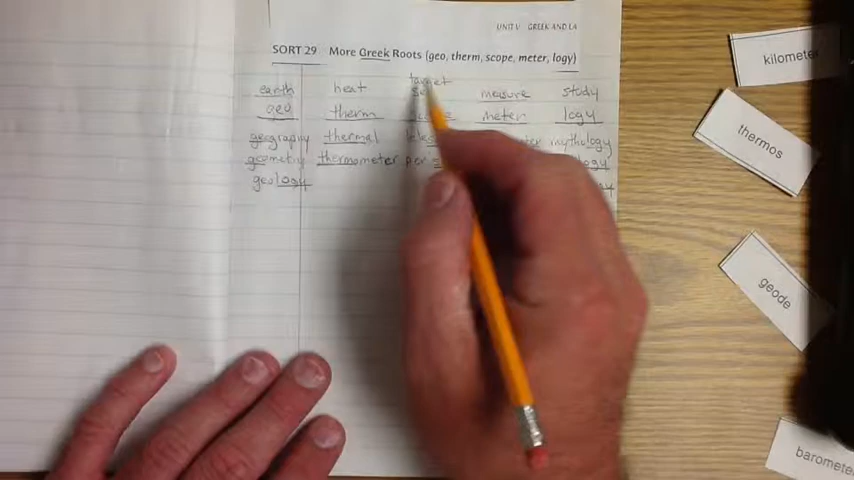 UNIT V GREEK AND LA
SORT 29 More Greek Roots (geo, therm, scope, meter, logy)
target
earth heat measure study
geo therm meter logy
geography thermal mythology
geometry thermometer
geology
kilometer
thermos
geode
barometer